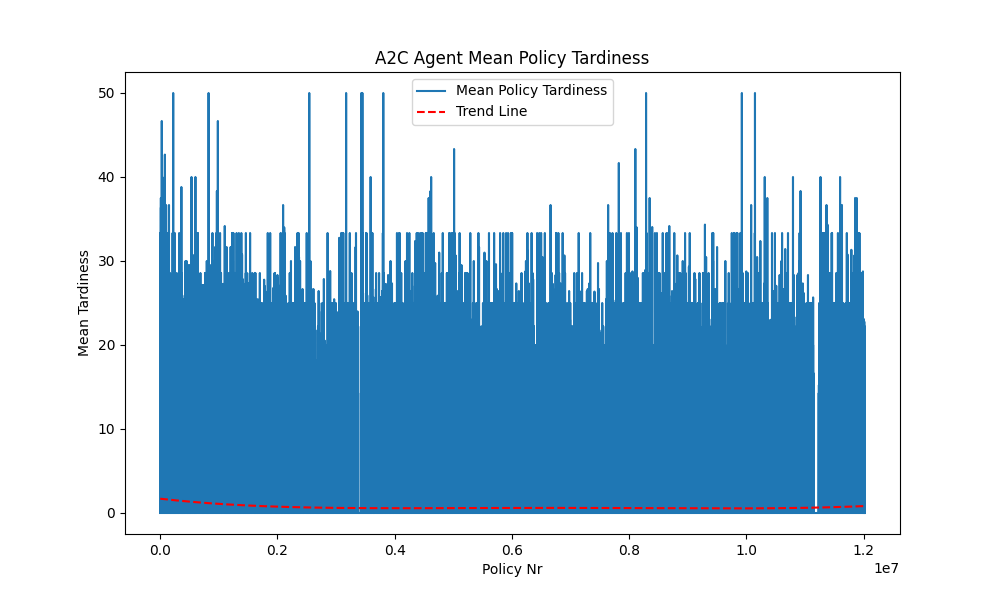 A2C Agent Mean Policy Tardiness
Mean Policy Tardiness
Trend Line
Mean Tardiness
50
40
30
20
10
0
0.0
0.2
0.4
0.6
0.8
1.0
1.2
1e7
Policy Nr